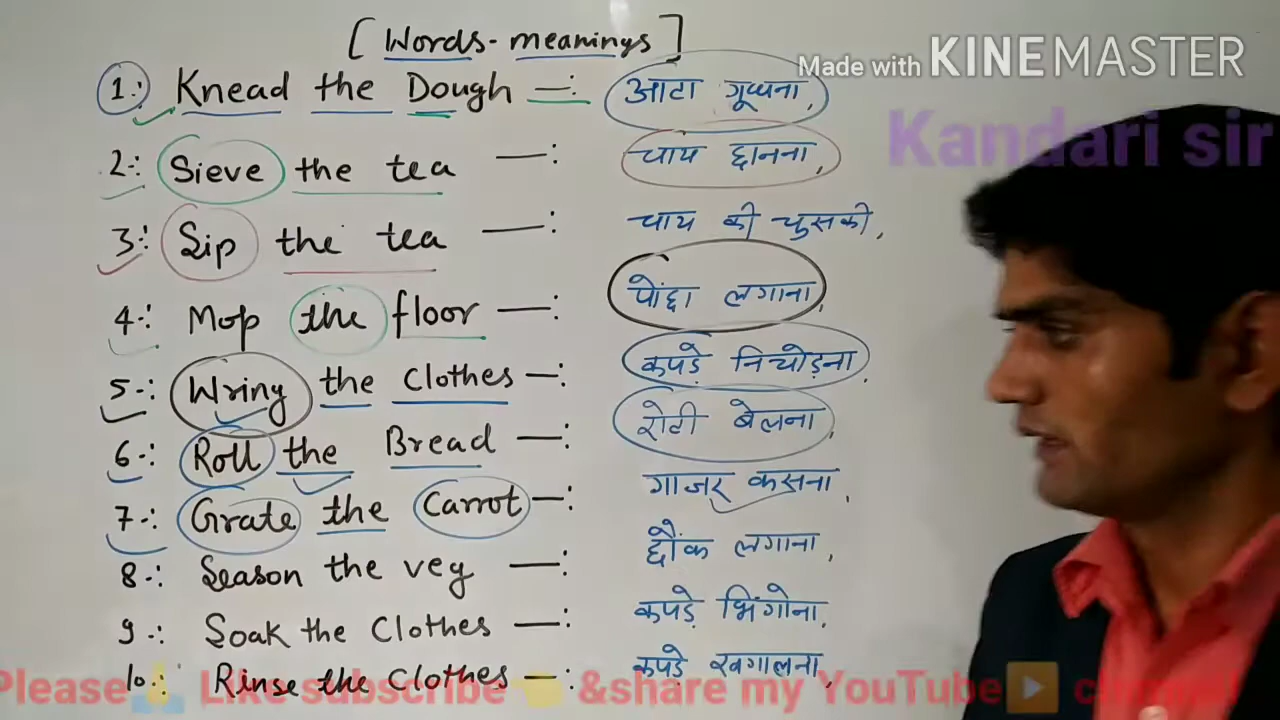 [ Words-meanings ]
Made with KINEMASTER
Kandari sir
1.: Knead the Dough —: आटा गूथना,
2.: Sieve the tea —: चाय छानना,
3.: Sip the tea —: चाय की चुसकी,
4.: Mop the floor —: पोंछा लगाना,
5.: Wring the Clothes —: कपड़े निचोड़ना,
6.: Roll the Bread —: रोटी बेलना,
7.: Grate the Carrot —: गाजर कसना,
8.: Season the veg —: छौंक लगाना,
9.: Soak the Clothes —: कपड़े भिंगोना,
10.: Rinse the Clothes —: कपड़े खगालना,
Please🙏 Like subscribe👈 &share my YouTube▶️